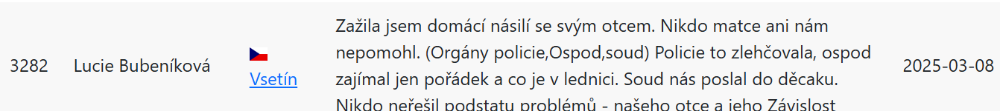 Zažila jsem domácí násilí se svým otcem. Nikdo matce ani nám
nepomohl. (Orgány policie,Ospod,soud) Policie to zlehčovala, ospod
3282 Lucie Bubeníková
Vsetín
zajímal jen pořádek a co je v lednici. Soud nás poslal do děcaku.
2025-03-08
Nikdo neřešil podstatu problémů - našeho otce a jeho Závislost